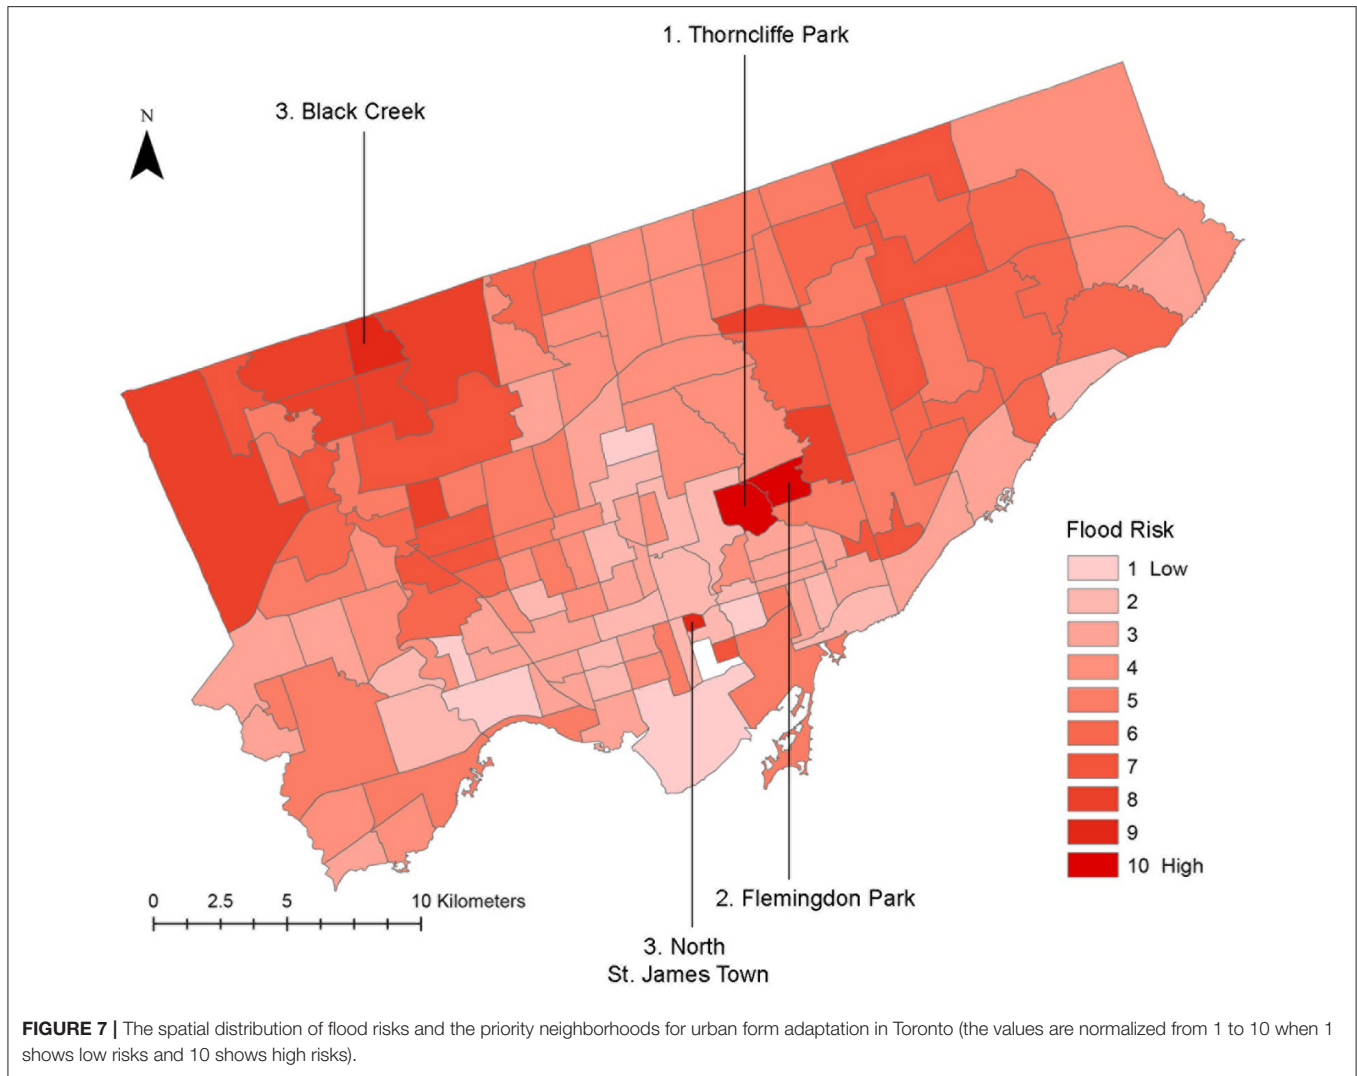 1. Thorncliffe Park
3. Black Creek
N
Flood Risk
1 Low
2
3
4
5
6
7
8
9
10 High
0 2.5 5 10 Kilometers
2. Flemingdon Park
3. North
St. James Town
FIGURE 7 | The spatial distribution of flood risks and the priority neighborhoods for urban form adaptation in Toronto (the values are normalized from 1 to 10 when 1
shows low risks and 10 shows high risks).